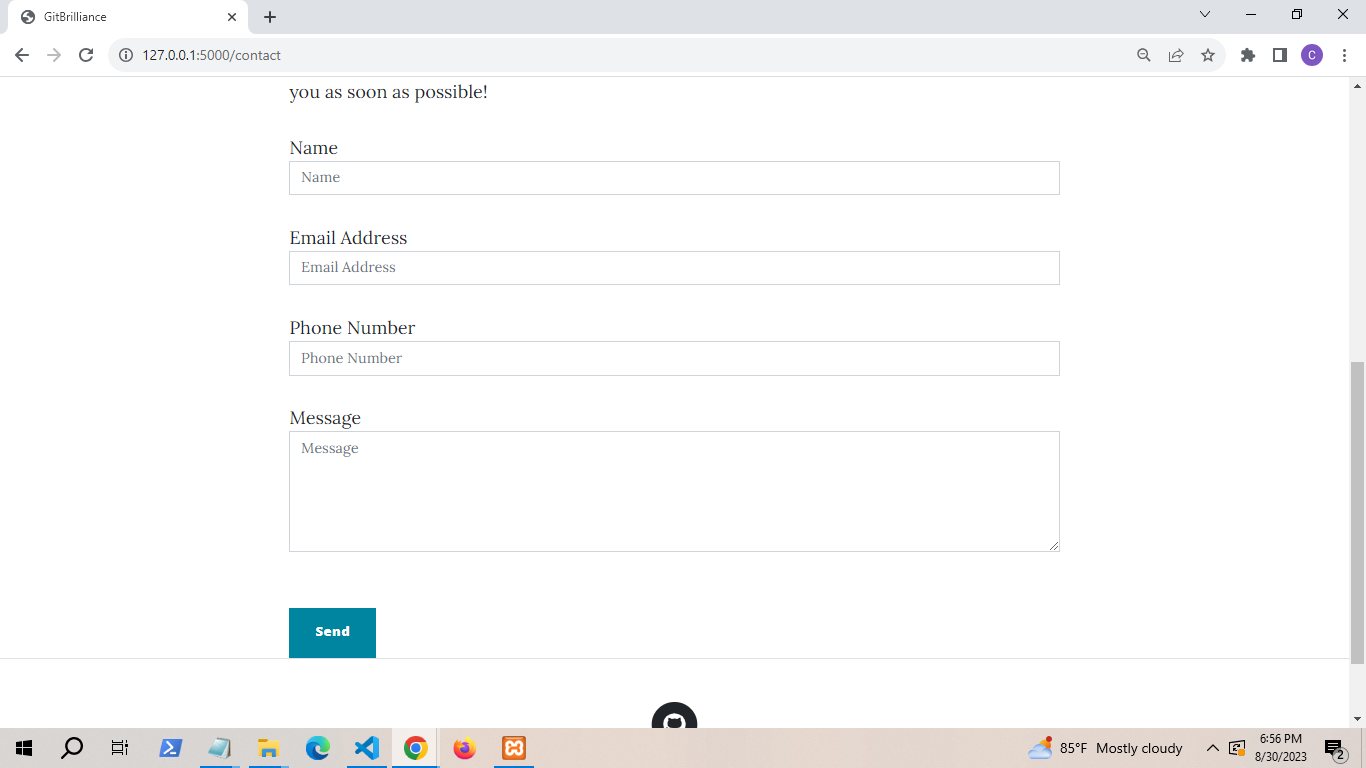 GitBrilliance
127.0.0.1:5000/contact
C
you as soon as possible!
Name
Name
Email Address
Email Address
Phone Number
Phone Number
Message
Message
Send
85°F Mostly cloudy
6:56 PM
8/30/2023
2